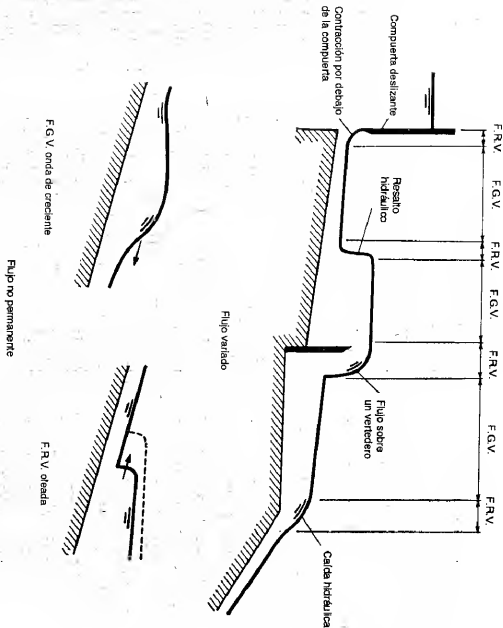 F.R.V.
F.G.V.
F.R.V.
F.G.V.
F.R.V.
F.G.V.
F.R.V.
Compuerta deslizante
Contracción por debajo
de la compuerta
Resalto
hidráulico
Flujo sobre
un vertedero
Caída hidráulica
Flujo variado
F.G.V. onda de creciente
F.R.V. oleada
Flujo no permanente